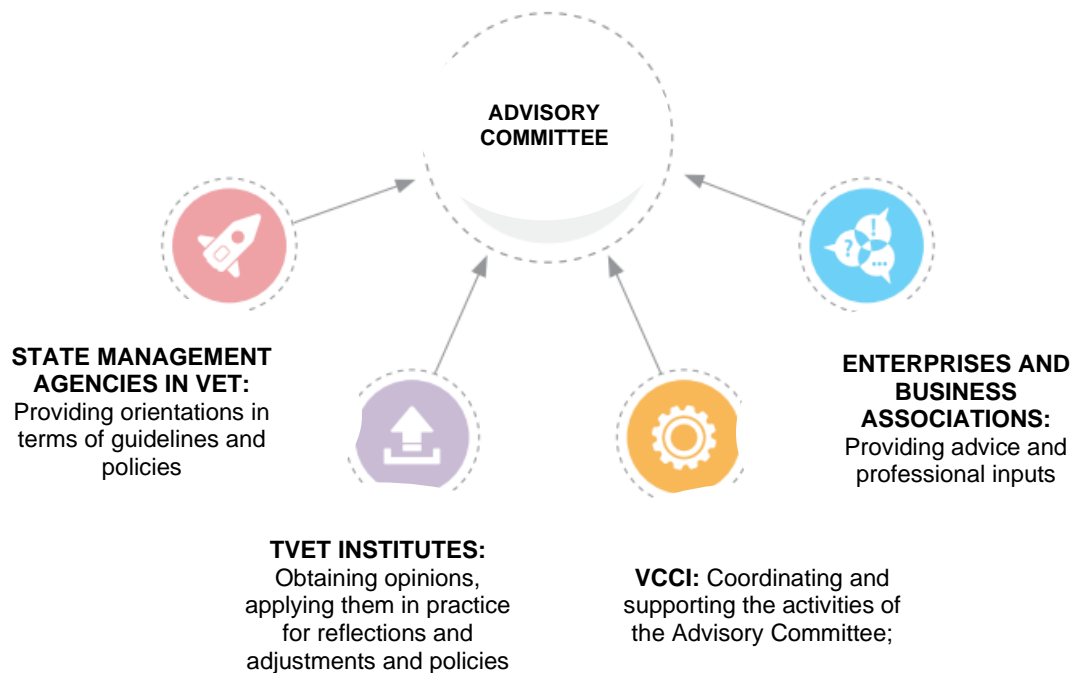 ADVISORY
COMMITTEE
!
?
...
STATE MANAGEMENT
AGENCIES IN VET:
Providing orientations in
terms of guidelines and
policies
ENTERPRISES AND
BUSINESS
ASSOCIATIONS:
Providing advice and
professional inputs
TVET INSTITUTES:
Obtaining opinions,
applying them in practice
for reflections and
adjustments and policies
VCCI: Coordinating and
supporting the activities of
the Advisory Committee;